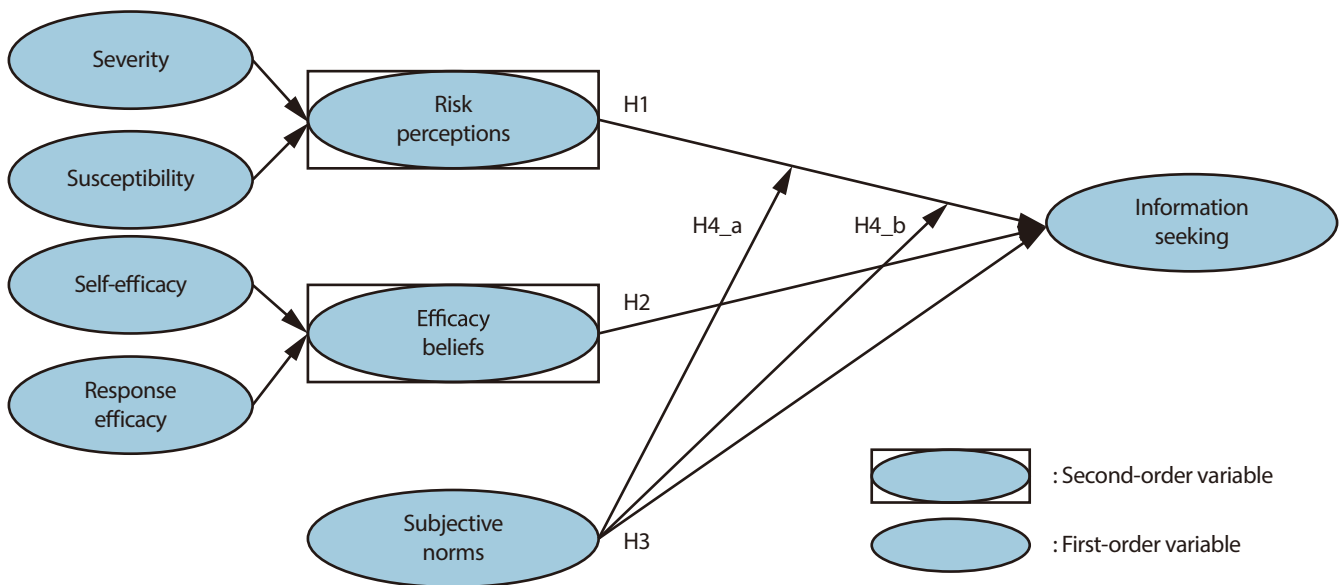 Severity
Susceptibility
Self-efficacy
Response
efficacy
Risk
perceptions
Efficacy
beliefs
Subjective
norms
H1
H4_a
H4_b
H2
H3
Information
seeking
: Second-order variable
: First-order variable